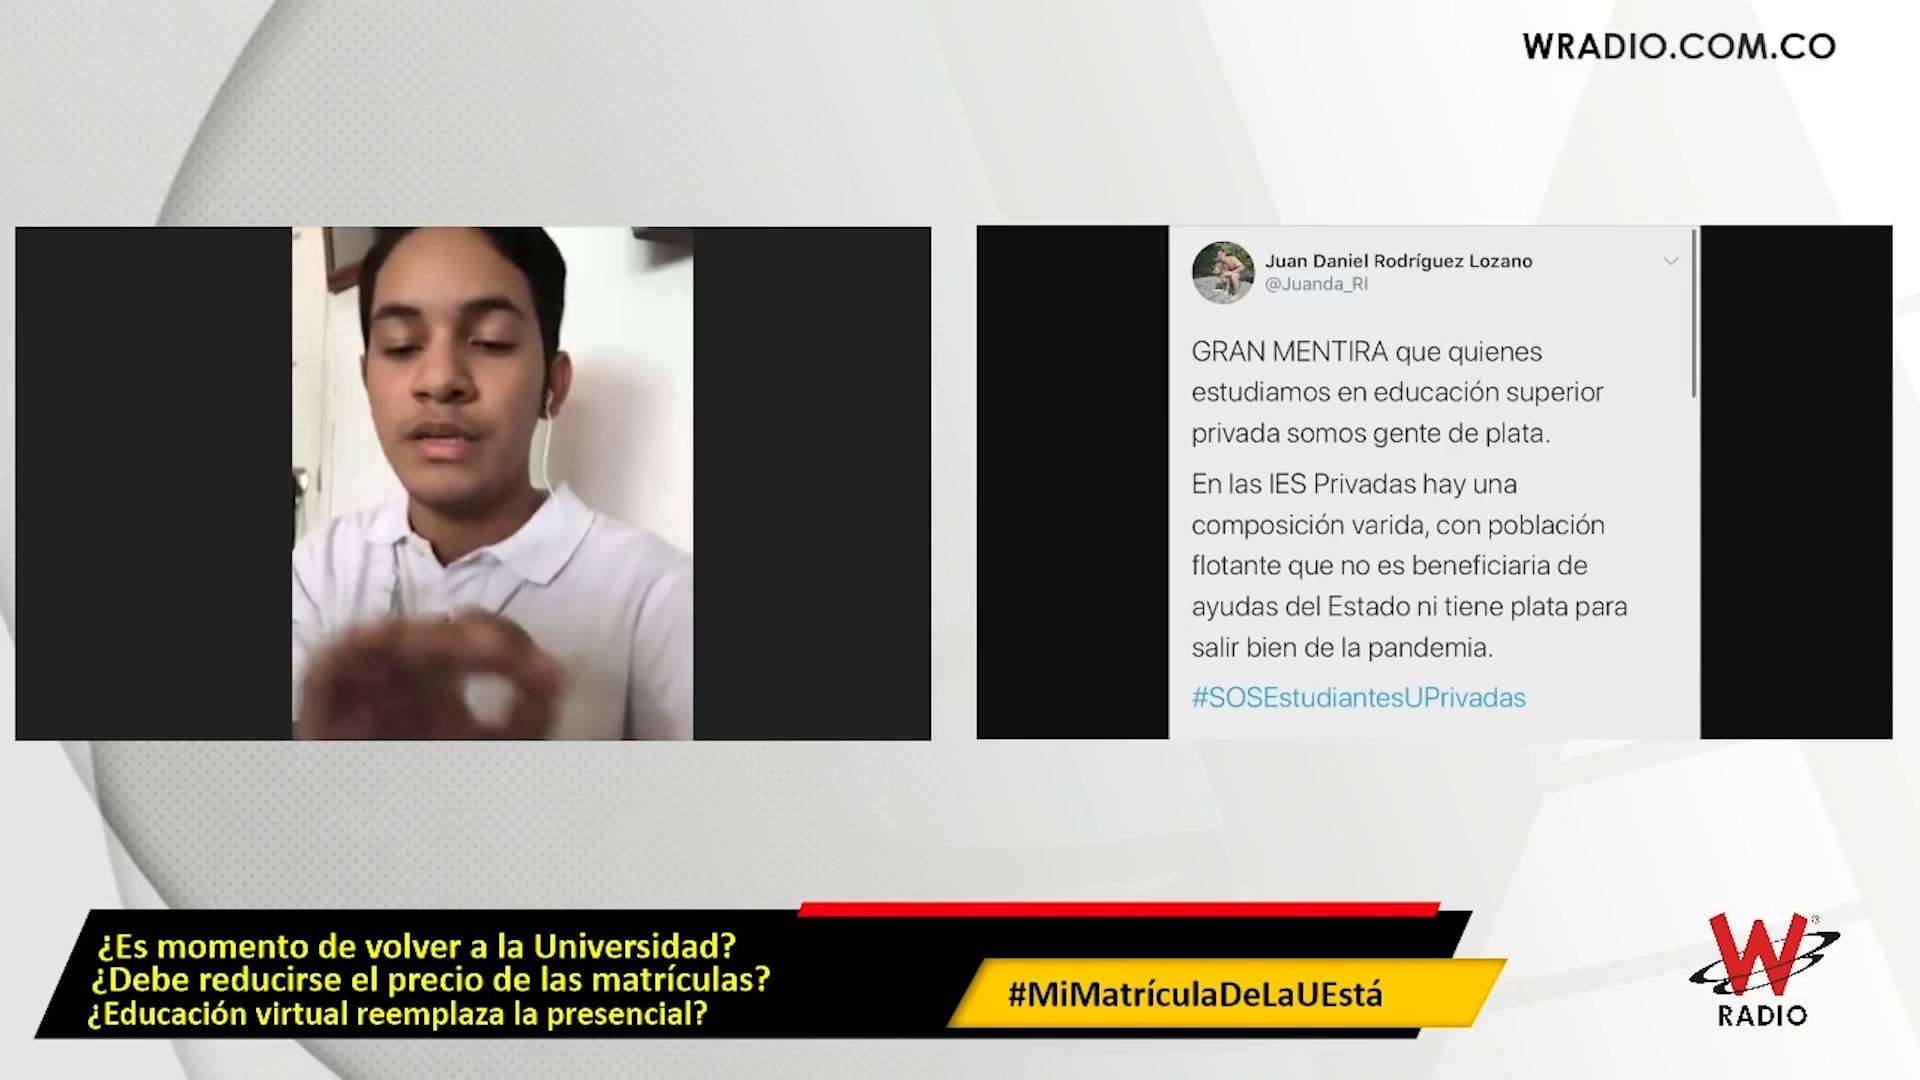 WRADIO.COM.CO
Juan Daniel Rodríguez Lozano
@Juanda_Rl
GRAN MENTIRA que quienes
estudiamos en educación superior
privada somos gente de plata.
En las IES Privadas hay una
composición varida, con población
flotante que no es beneficiaria de
ayudas del Estado ni tiene plata para
salir bien de la pandemia.
#SOSEstudiantesUPrivadas
¿Es momento de volver a la Universidad?
¿Debe reducirse el precio de las matrículas?
¿Educación virtual reemplaza la presencial?
#MiMatrículaDeLaUEstá
W®
RADIO